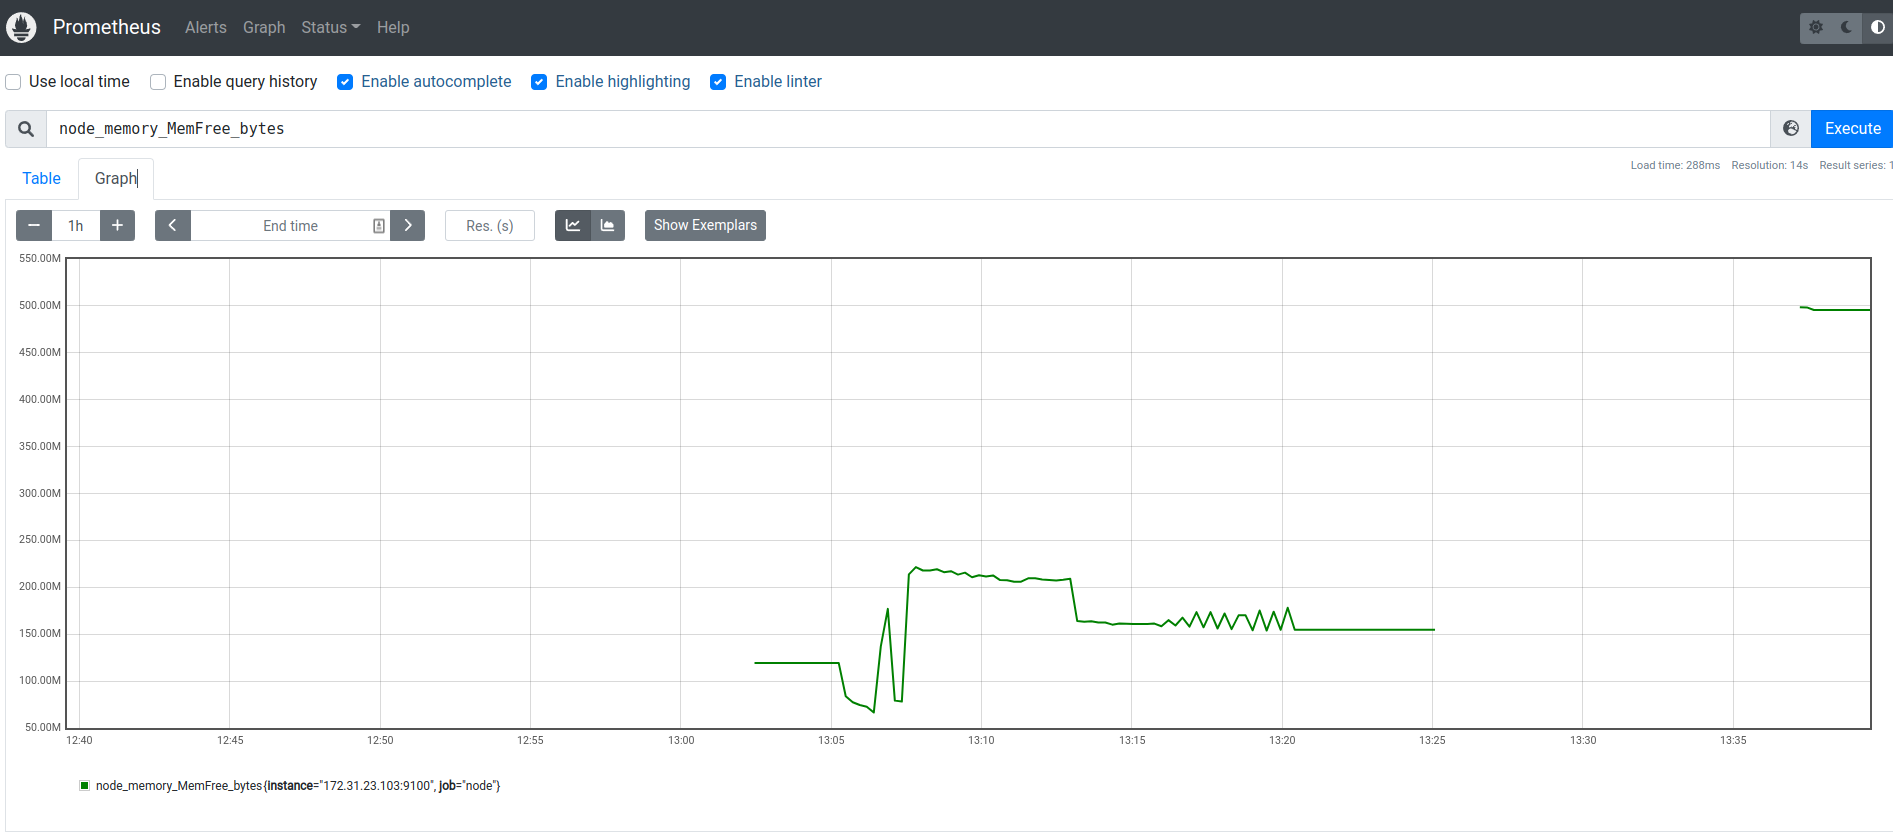 Prometheus Alerts Graph Status Help
Use local time Enable query history Enable autocomplete Enable highlighting Enable linter
node_memory_MemFree_bytes Execute
Load time: 288ms Resolution: 14s Result series: 1
Table Graph
1h End time Res. (s) Show Exemplars
550.00M
500.00M
450.00M
400.00M
350.00M
300.00M
250.00M
200.00M
150.00M
100.00M
50.00M
12:40 12:45 12:50 12:55 13:00 13:05 13:10 13:15 13:20 13:25 13:30 13:35
node_memory_MemFree_bytes{instance="172.31.23.103:9100", job="node"}